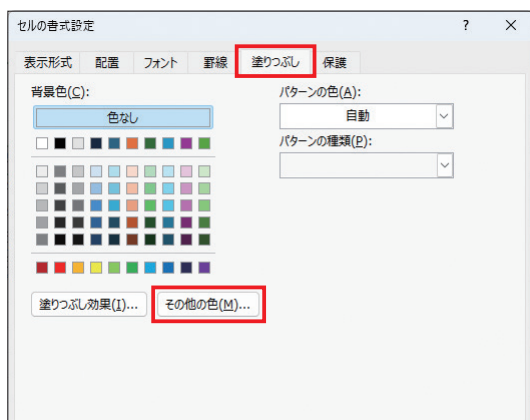 セルの書式設定 ? ×
表示形式 配置 フォント 罫線 塗りつぶし 保護
背景色(C):
色なし
パターンの色(A):
自動
パターンの種類(P):
塗りつぶし効果(I)... その他の色(M)...